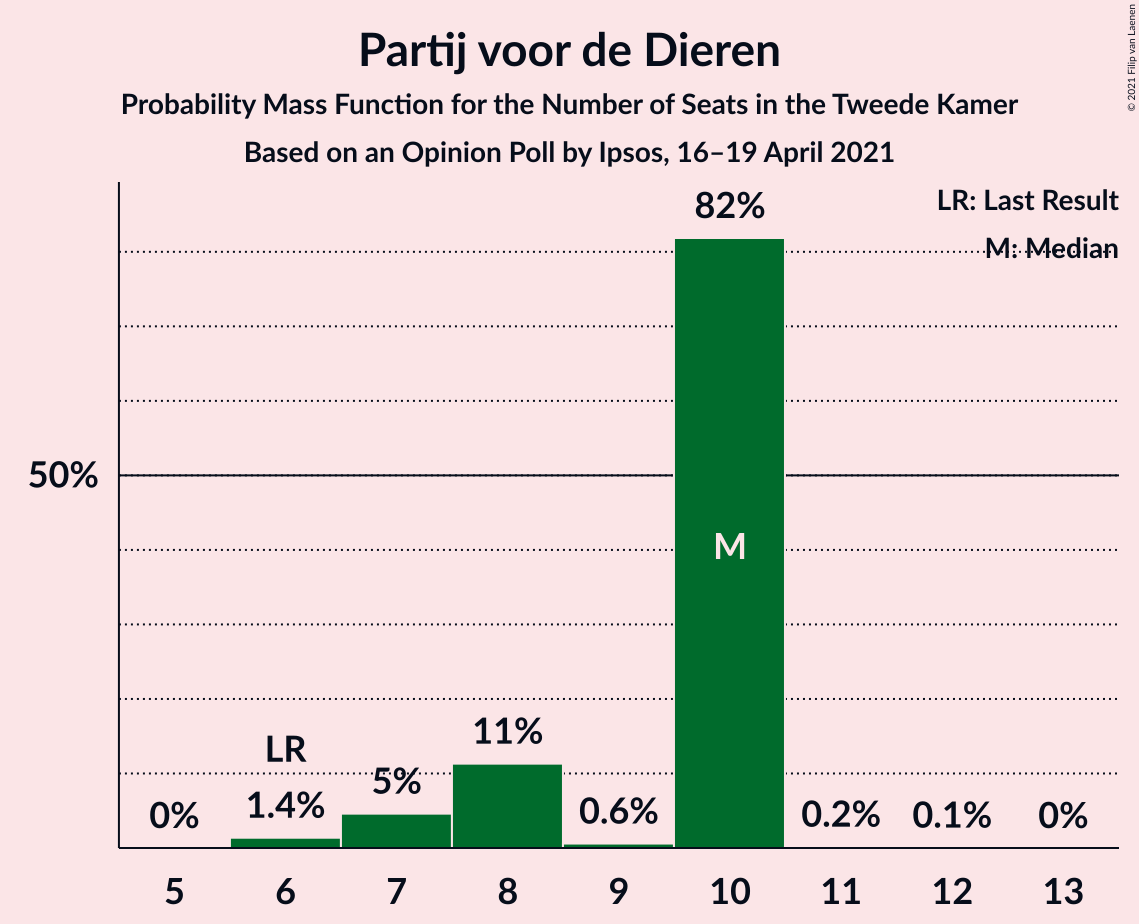 Partij voor de Dieren
Probability Mass Function for the Number of Seats in the Tweede Kamer
Based on an Opinion Poll by Ipsos, 16–19 April 2021
© 2021 Filip van Laenen
LR: Last Result
M: Median
82%
50%
M
LR
11%
5%
0%
1.4%
0.6%
0.2%
0.1%
0%
5 6 7 8 9 10 11 12 13